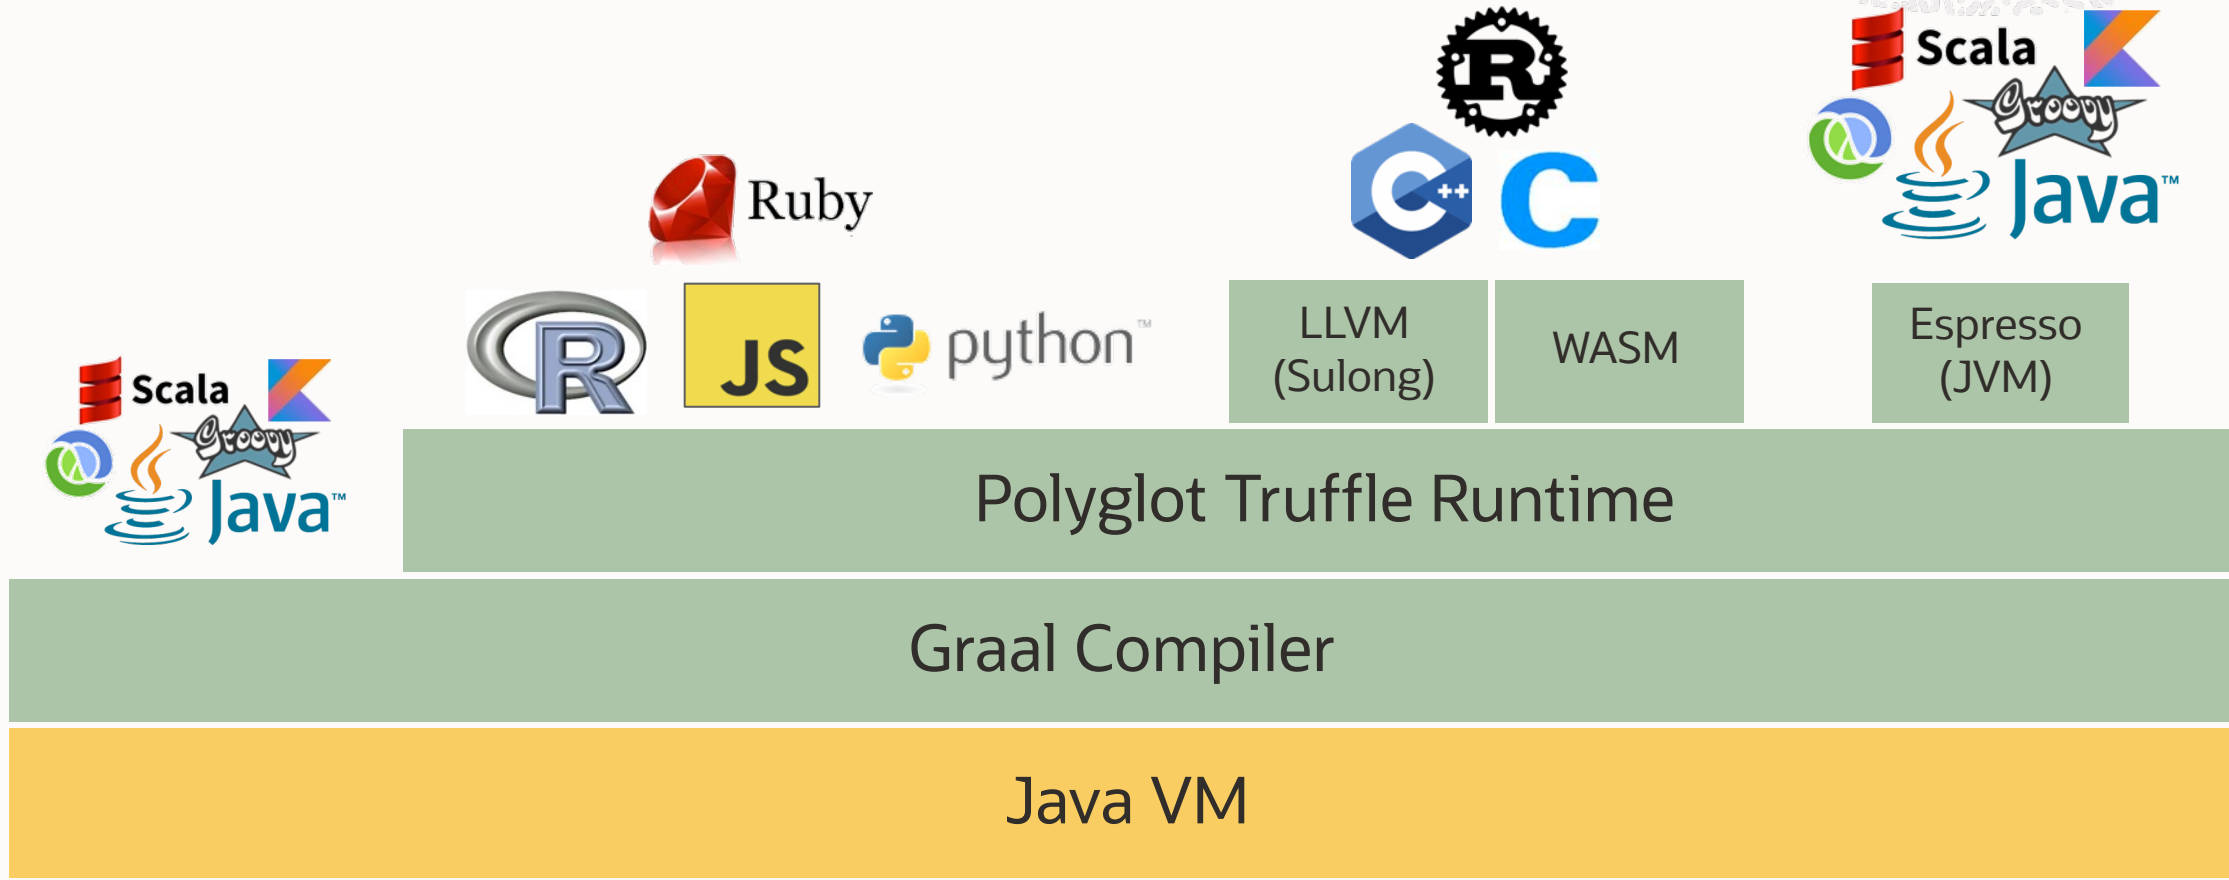 Scala
Groovy
Java™
R
C++
C
Ruby
R
JS
python™
LLVM
(Sulong)
WASM
Espresso
(JVM)
Scala
Groovy
Java™
Polyglot Truffle Runtime
Graal Compiler
Java VM